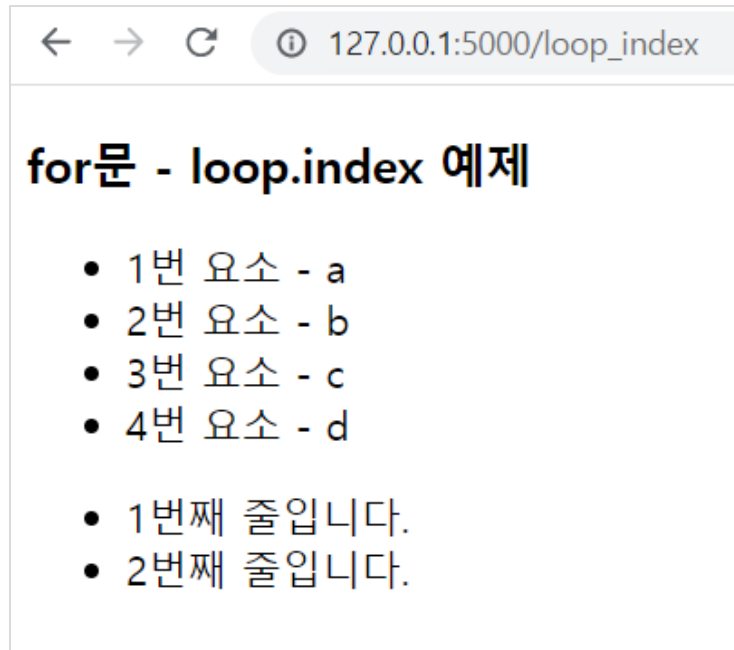 127.0.0.1:5000/loop_index
for문 - loop.index 예제
• 1번 요소 - a
• 2번 요소 - b
• 3번 요소 - c
• 4번 요소 - d
• 1번째 줄입니다.
• 2번째 줄입니다.